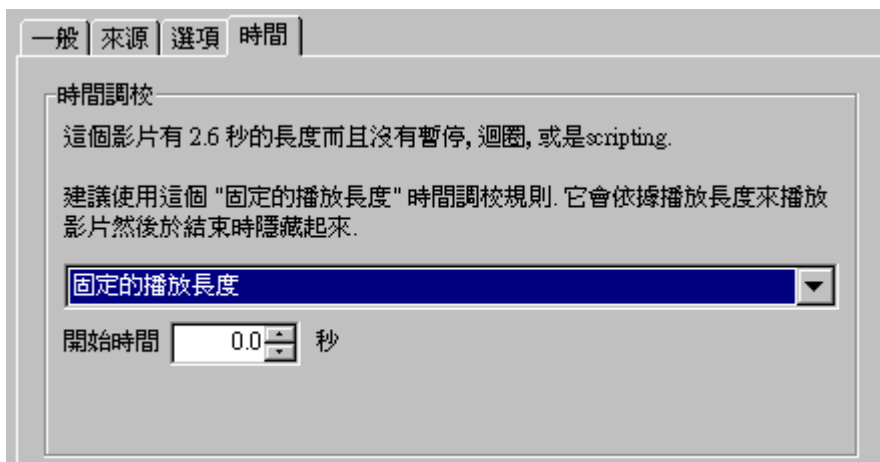 一般 來源 選項 時間
時間調校
這個影片有 2.6 秒的長度而且沒有暫停, 迴圈, 或是scripting.
建議使用這個 "固定的播放長度" 時間調校規則. 它會依據播放長度來播放
影片然後於結束時隱藏起來.
固定的播放長度
開始時間 0.0 秒